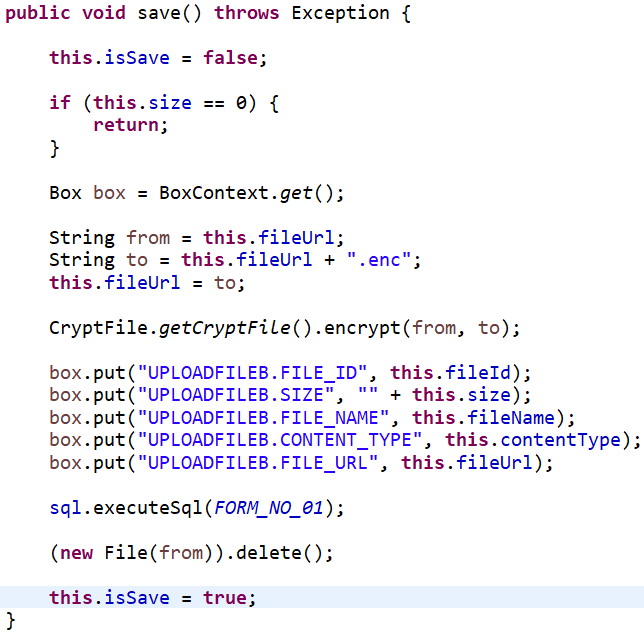 public void save() throws Exception {
this.isSave = false;
if (this.size == 0) {
return;
}
Box box = BoxContext.get();
String from = this.fileUrl;
String to = this.fileUrl + ".enc";
this.fileUrl = to;
CryptFile.getCryptFile().encrypt(from, to);
box.put("UPLOADFILEB.FILE_ID", this.fileId);
box.put("UPLOADFILEB.SIZE", "" + this.size);
box.put("UPLOADFILEB.FILE_NAME", this.fileName);
box.put("UPLOADFILEB.CONTENT_TYPE", this.contentType);
box.put("UPLOADFILEB.FILE_URL", this.fileUrl);
sql.executeSql(FORM_NO_01);
(new File(from)).delete();
this.isSave = true;
}